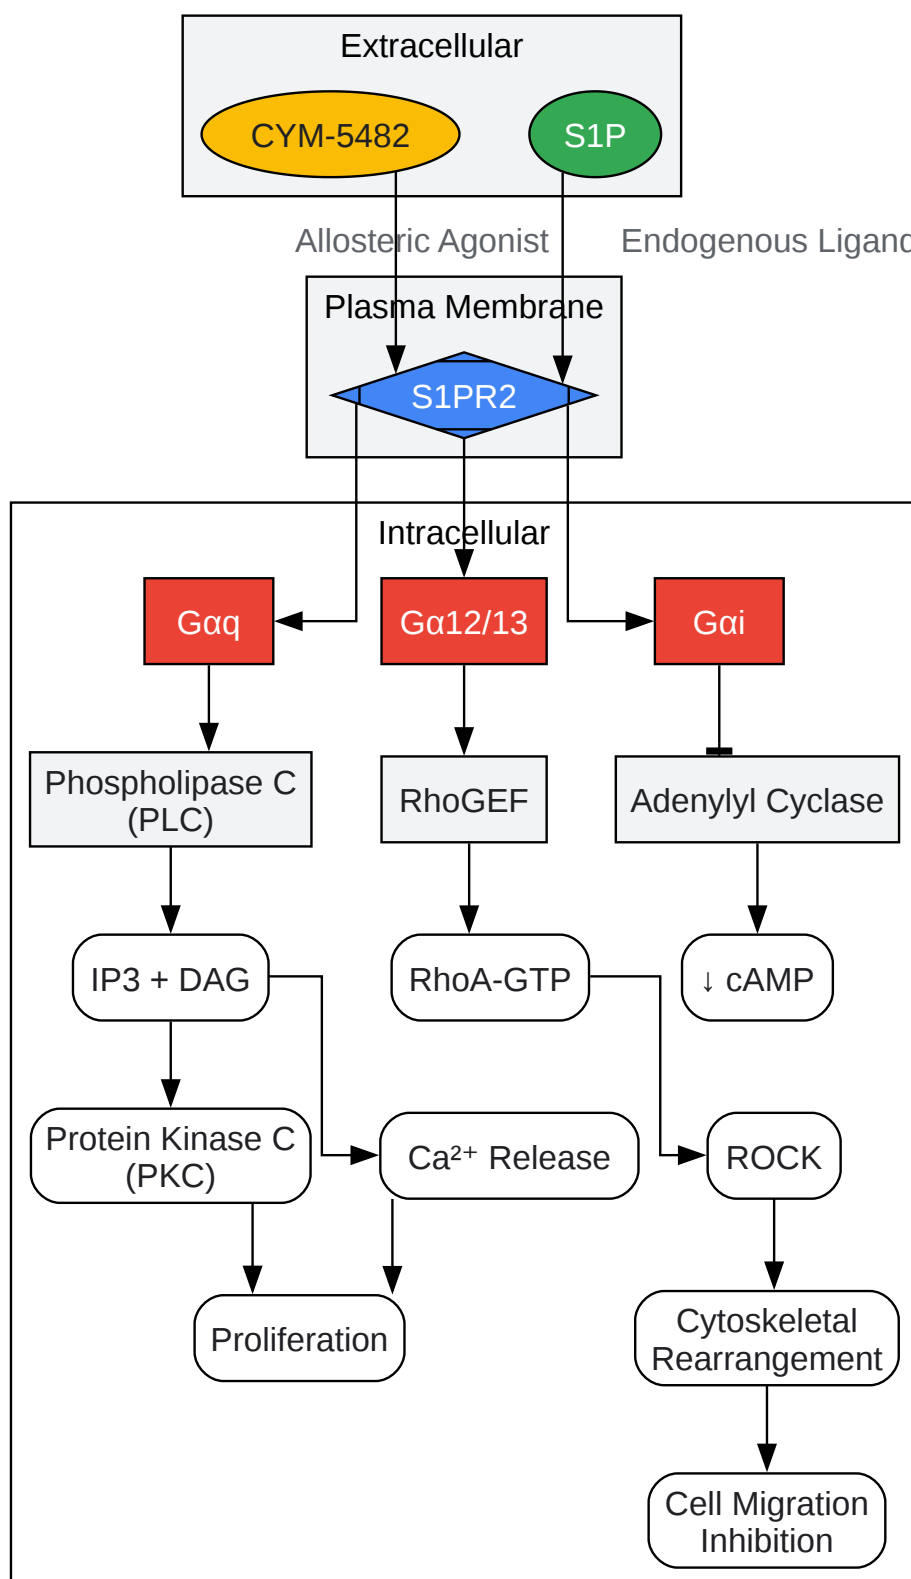 Extracellular
CYM-5482
S1P
Allosteric Agonist
Endogenous Ligand
Plasma Membrane
S1PR2
Intracellular
Gαq
Gα12/13
Gαi
Phospholipase C
(PLC)
RhoGEF
Adenylyl Cyclase
IP3 + DAG
RhoA-GTP
↓ cAMP
Protein Kinase C
(PKC)
Ca²⁺ Release
ROCK
Proliferation
Cytoskeletal
Rearrangement
Cell Migration
Inhibition